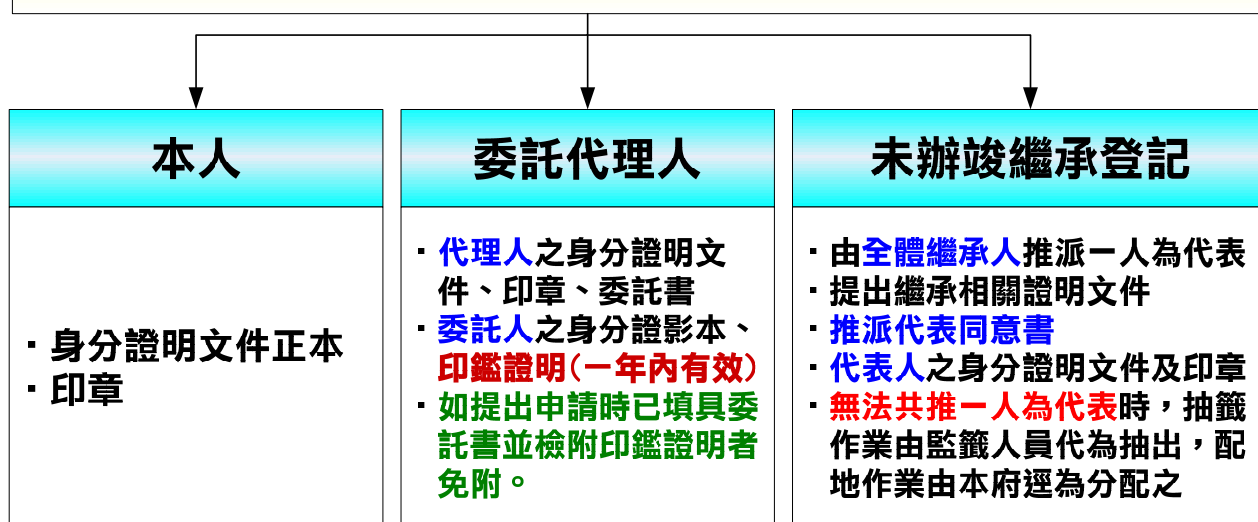 本人
・身分證明文件正本
・印章
委託代理人
・代理人之身分證明文
件、印章、委託書
・委託人之身分證影本、
印鑑證明(一年內有效)
・如提出申請時已填具委
託書並檢附印鑑證明者
免附。
未辦竣繼承登記
・由全體繼承人推派一人為代表
・提出繼承相關證明文件
・推派代表同意書
・代表人之身分證明文件及印章
・無法共推一人為代表時，抽籤
作業由監籤人員代為抽出，配
地作業由本府逕為分配之